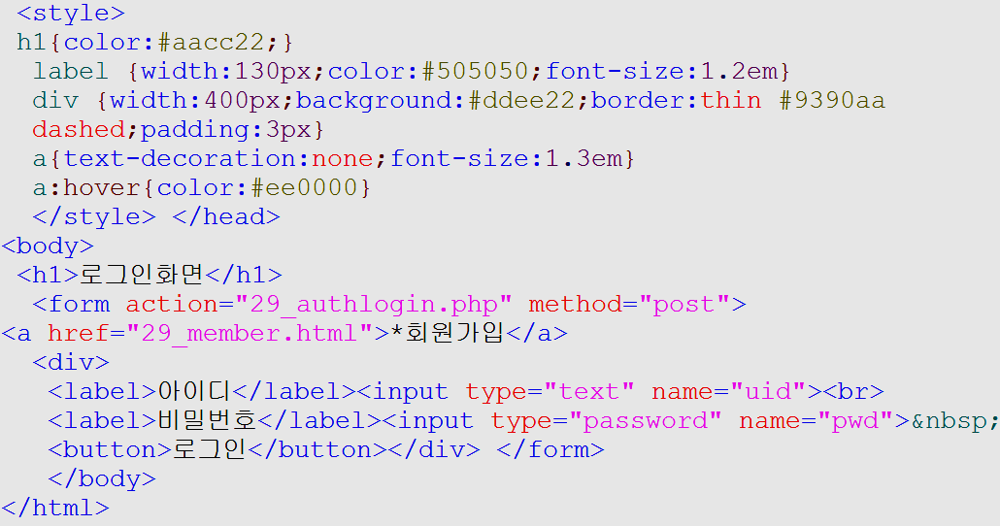 <style>
h1{color:#aacc22;}
label {width:130px;color:#505050;font-size:1.2em}
div {width:400px;background:#ddee22;border:thin #9390aa
dashed;padding:3px}
a{text-decoration:none;font-size:1.3em}
a:hover{color:#ee0000}
</style> </head>
<body>
<h1>로그인화면</h1>
<form action="29_authlogin.php" method="post">
<a href="29_member.html">*회원가입</a>
<div>
<label>아이디</label><input type="text" name="uid"><br>
<label>비밀번호</label><input type="password" name="pwd">&nbsp;
<button>로그인</button></div> </form>
</body>
</html>